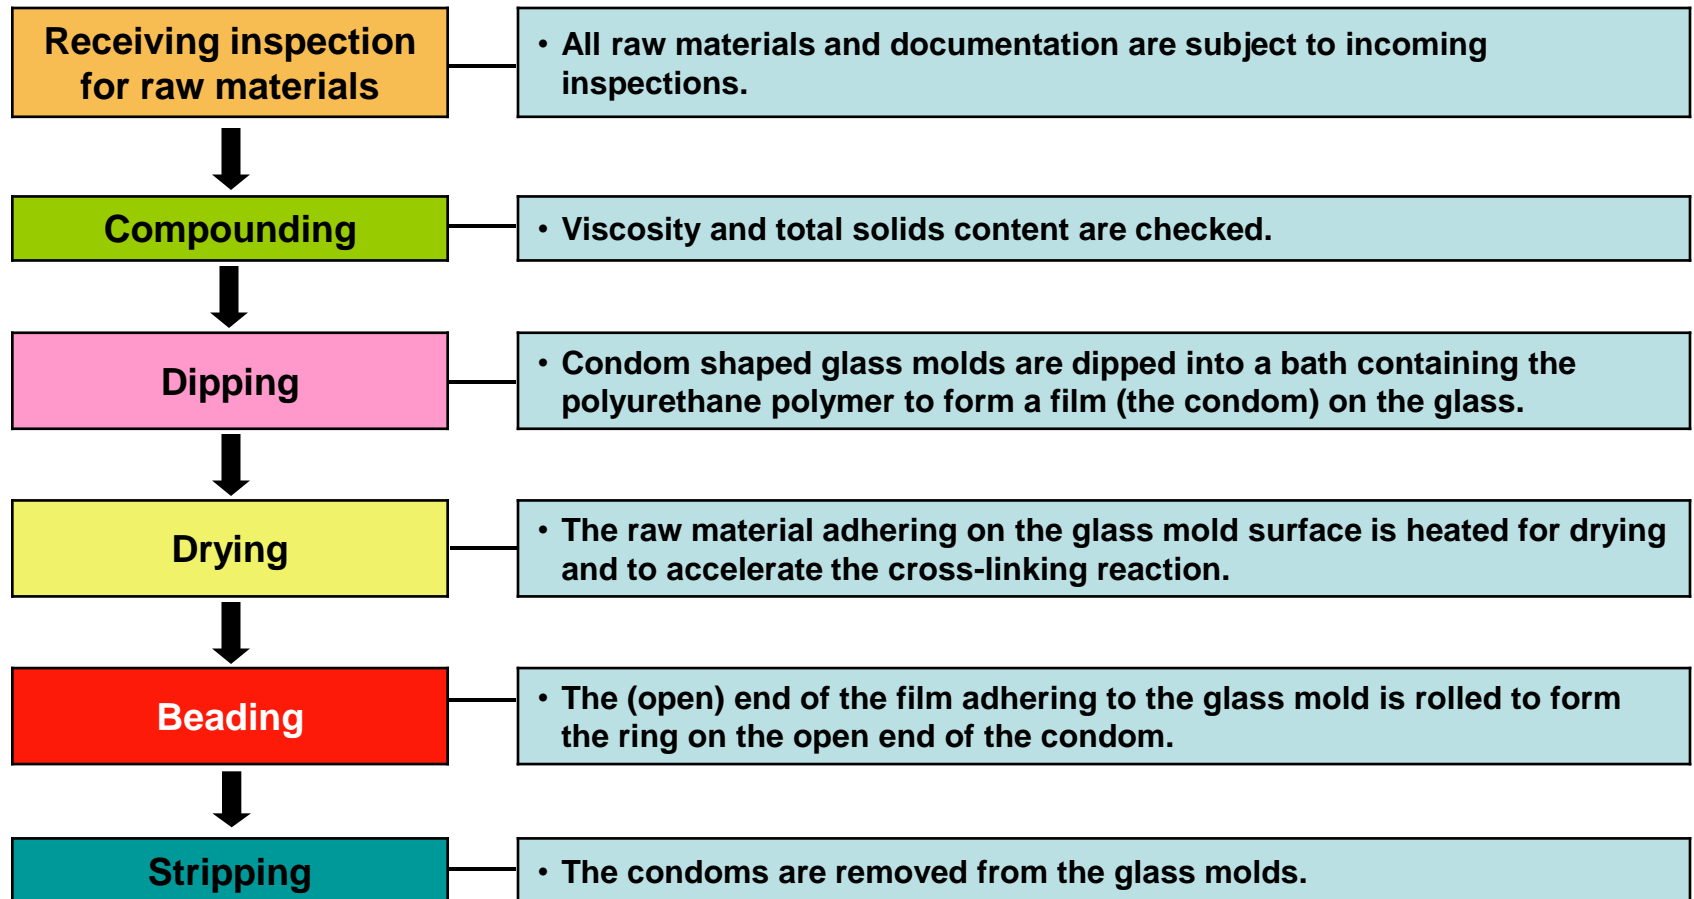 Receiving inspection
for raw materials
• All raw materials and documentation are subject to incoming
inspections.
Compounding
• Viscosity and total solids content are checked.
Dipping
• Condom shaped glass molds are dipped into a bath containing the
polyurethane polymer to form a film (the condom) on the glass.
Drying
• The raw material adhering on the glass mold surface is heated for drying
and to accelerate the cross-linking reaction.
Beading
• The (open) end of the film adhering to the glass mold is rolled to form
the ring on the open end of the condom.
Stripping
• The condoms are removed from the glass molds.